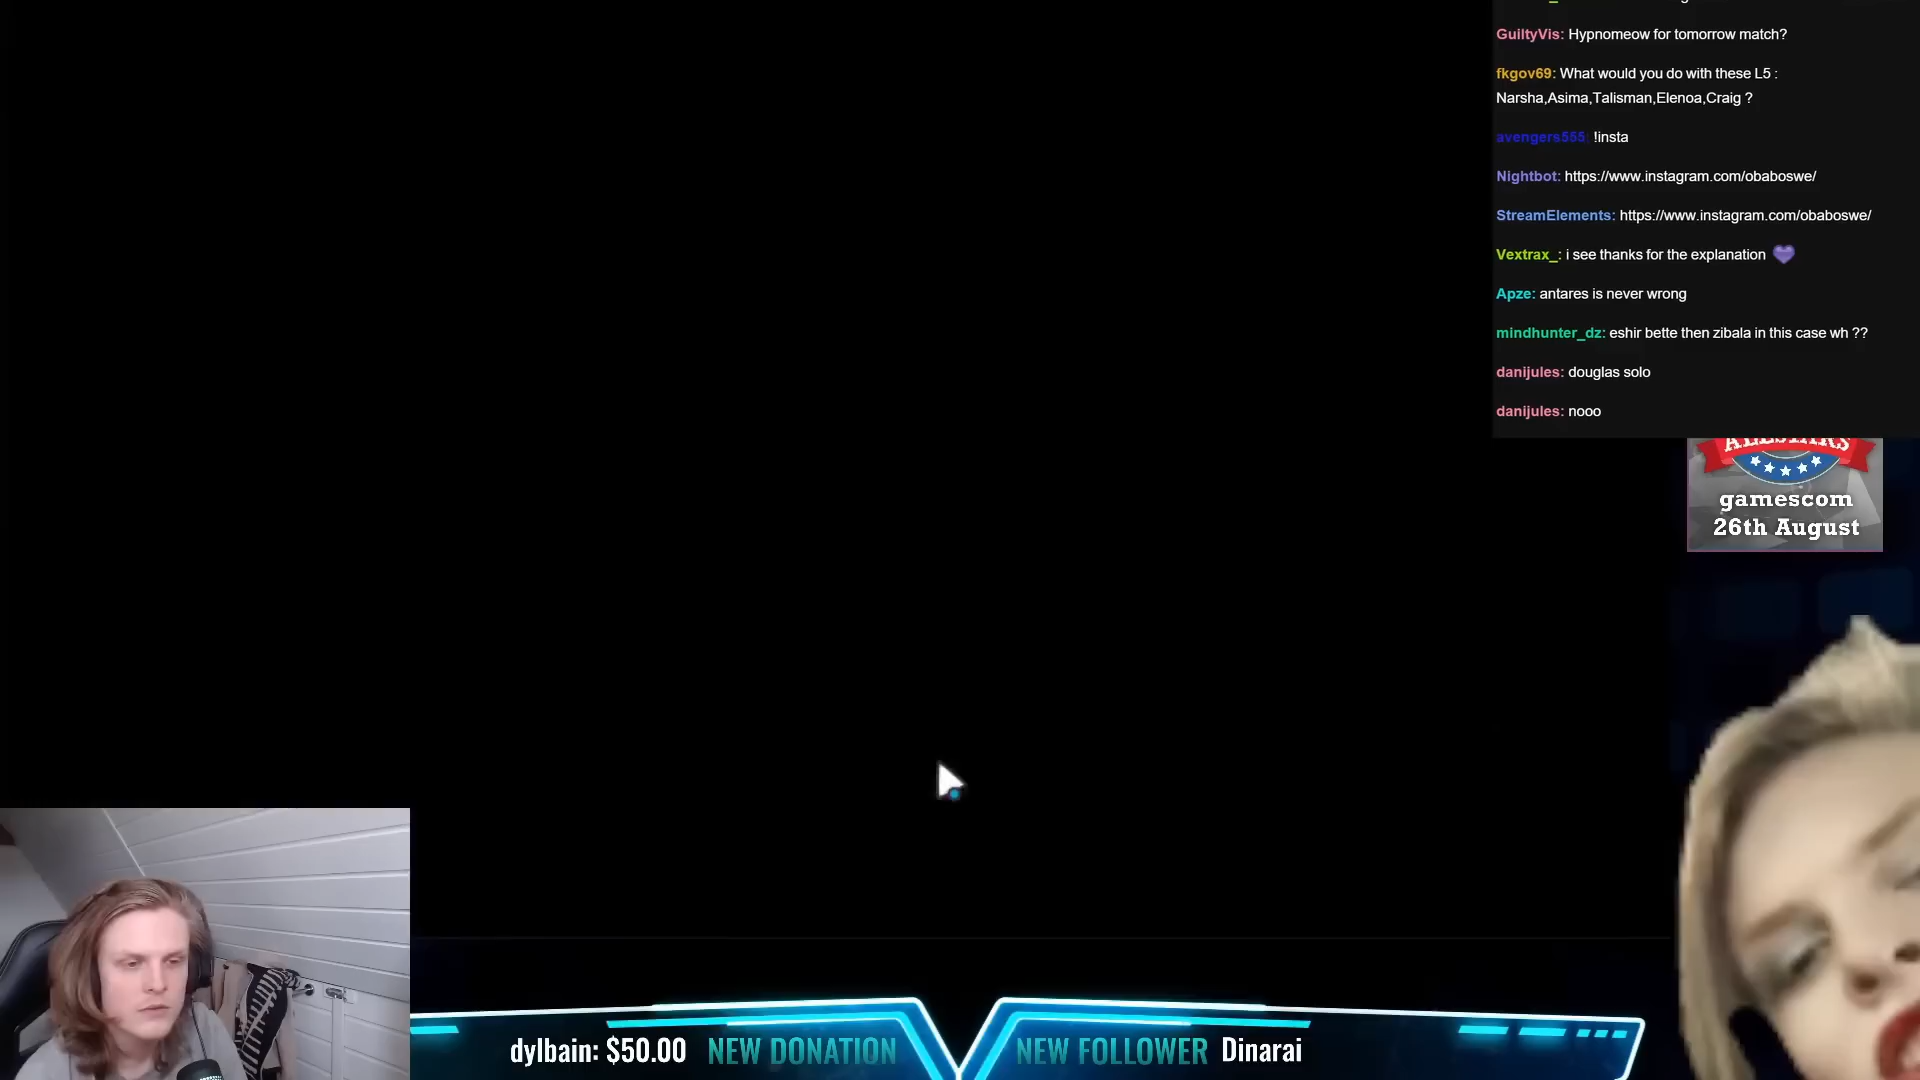 GuiltyVis: Hypnomeow for tomorrow match?
fkgov69: What would you do with these L5 :
Narsha,Asima,Talisman,Elenoa,Craig ?
avengers555: !insta
Nightbot: https://www.instagram.com/obaboswe/
StreamElements: https://www.instagram.com/obaboswe/
Vextrax_: i see thanks for the explanation
Apze: antares is never wrong
mindhunter_dz: eshir bette then zibala in this case wh ??
danijules: douglas solo
danijules: nooo
ALLSTARS
gamescom
26th August
dylbain: $50.00 NEW DONATION
NEW FOLLOWER Dinarai